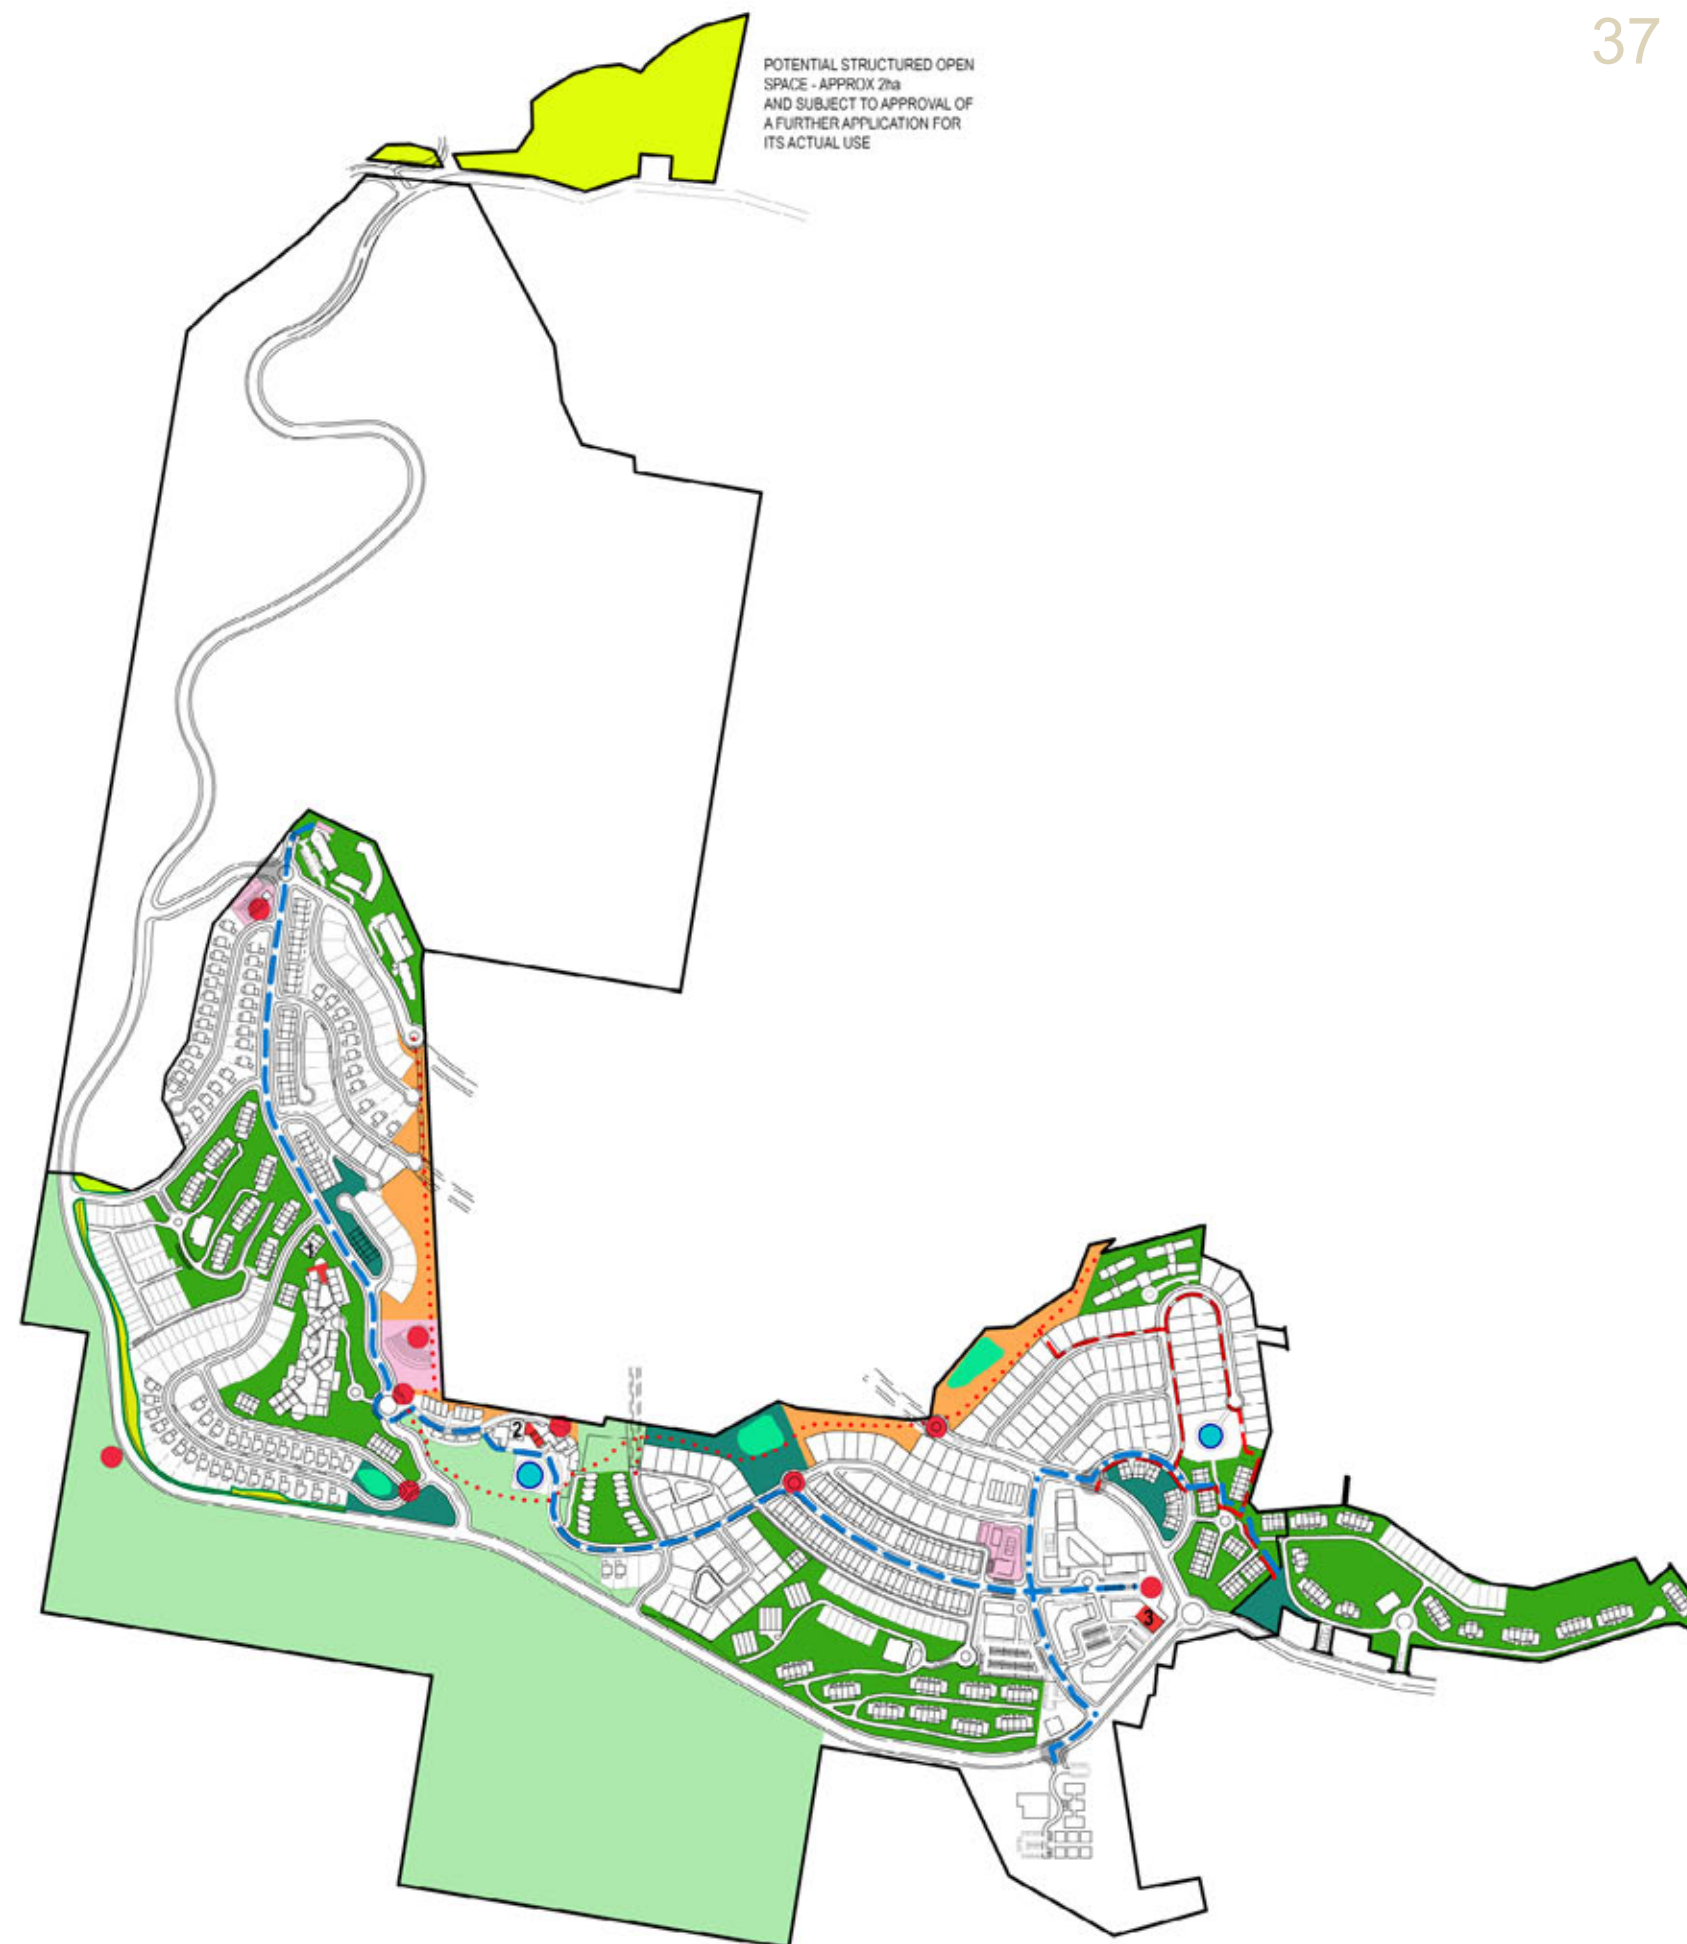 37
POTENTIAL STRUCTURED OPEN
SPACE - APPROX 2ha
AND SUBJECT TO APPROVAL OF
A FURTHER APPLICATION FOR
ITS ACTUAL USE
1
2
3